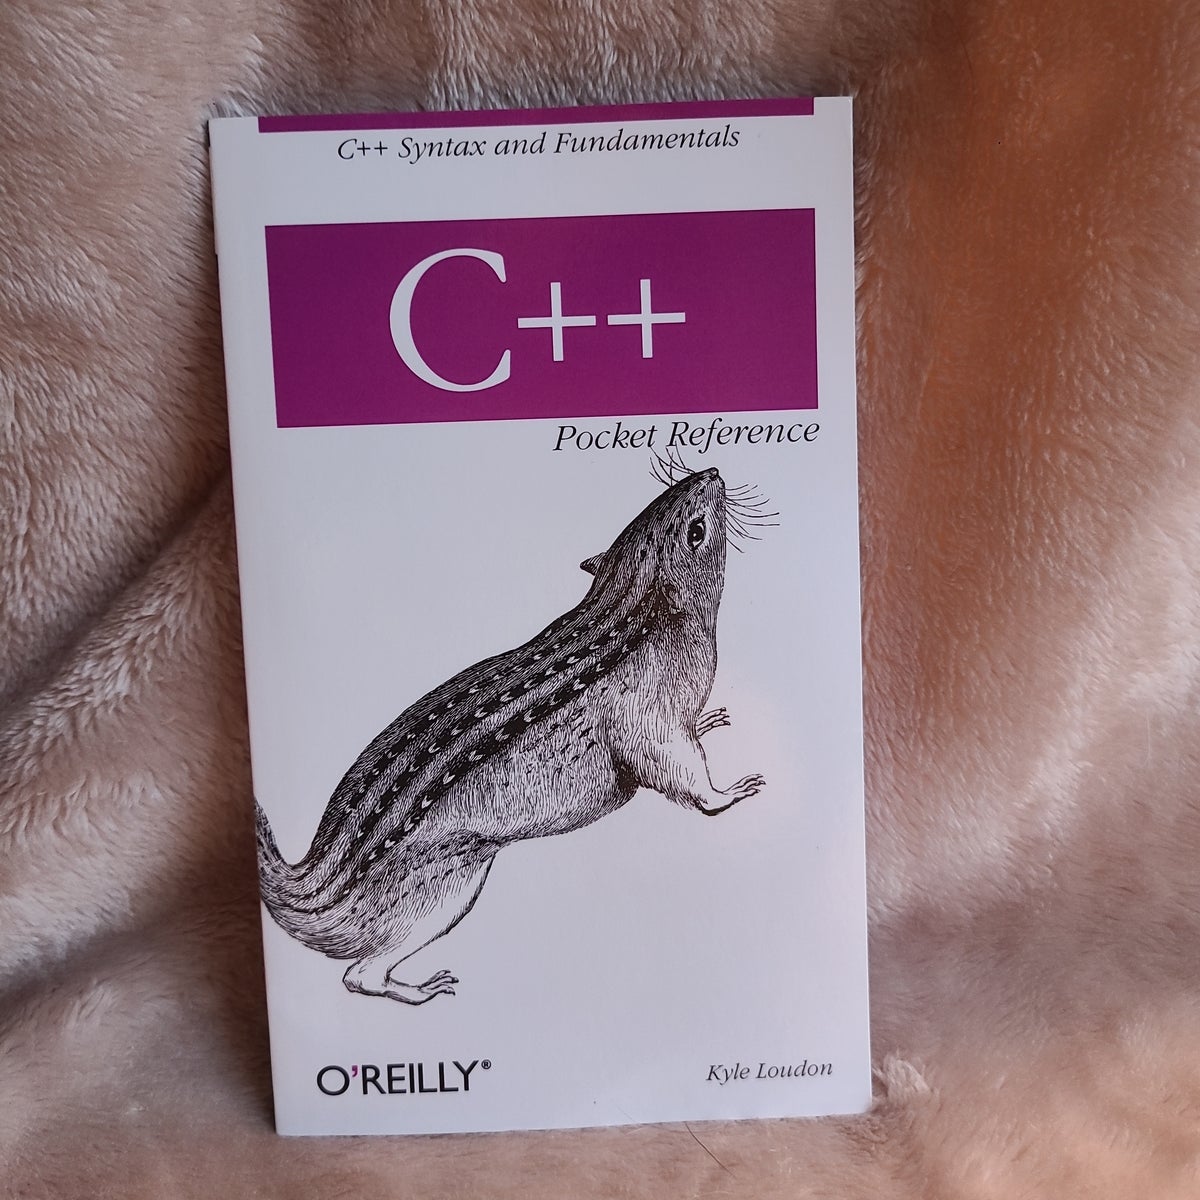 C++ Syntax and Fundamentals
C++
Pocket Reference
O'REILLY®
Kyle Loudon